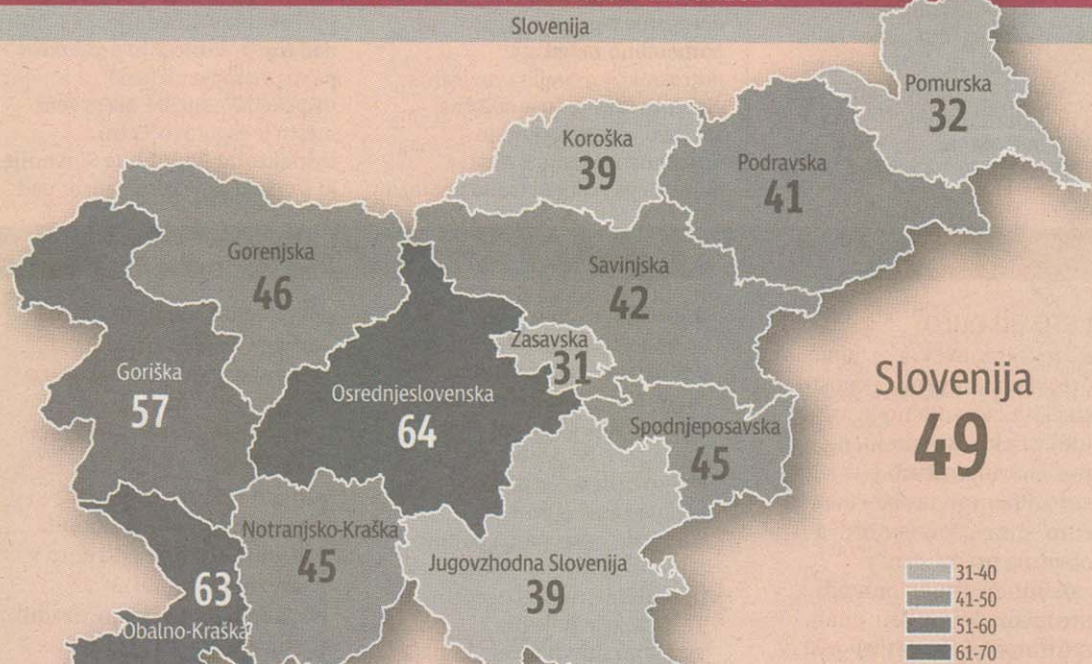 Slovenija
Pomurska
32
Koroška
39
Podravska
41
Gorenjska
46
Savinjska
42
Zasavska
31
Goriška
57
Osrednjeslovenska
64
Slovenija
49
Spodnjeposavska
45
Notranjsko-Kraška
45
Jugovzhodna Slovenija
39
63
Obalno-Kraška
31-40
41-50
51-60
61-70